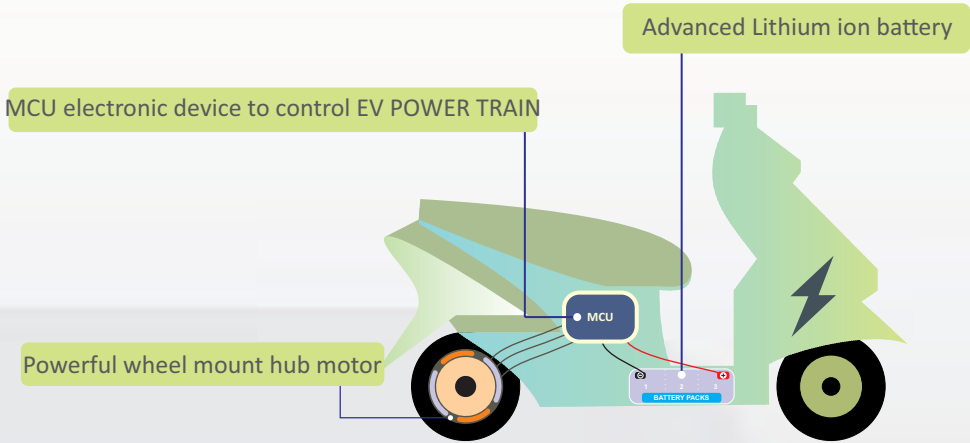 Advanced Lithium ion battery
MCU electronic device to control EV POWER TRAIN
MCU
Powerful wheel mount hub motor
1 2 3
BATTERY PACKS